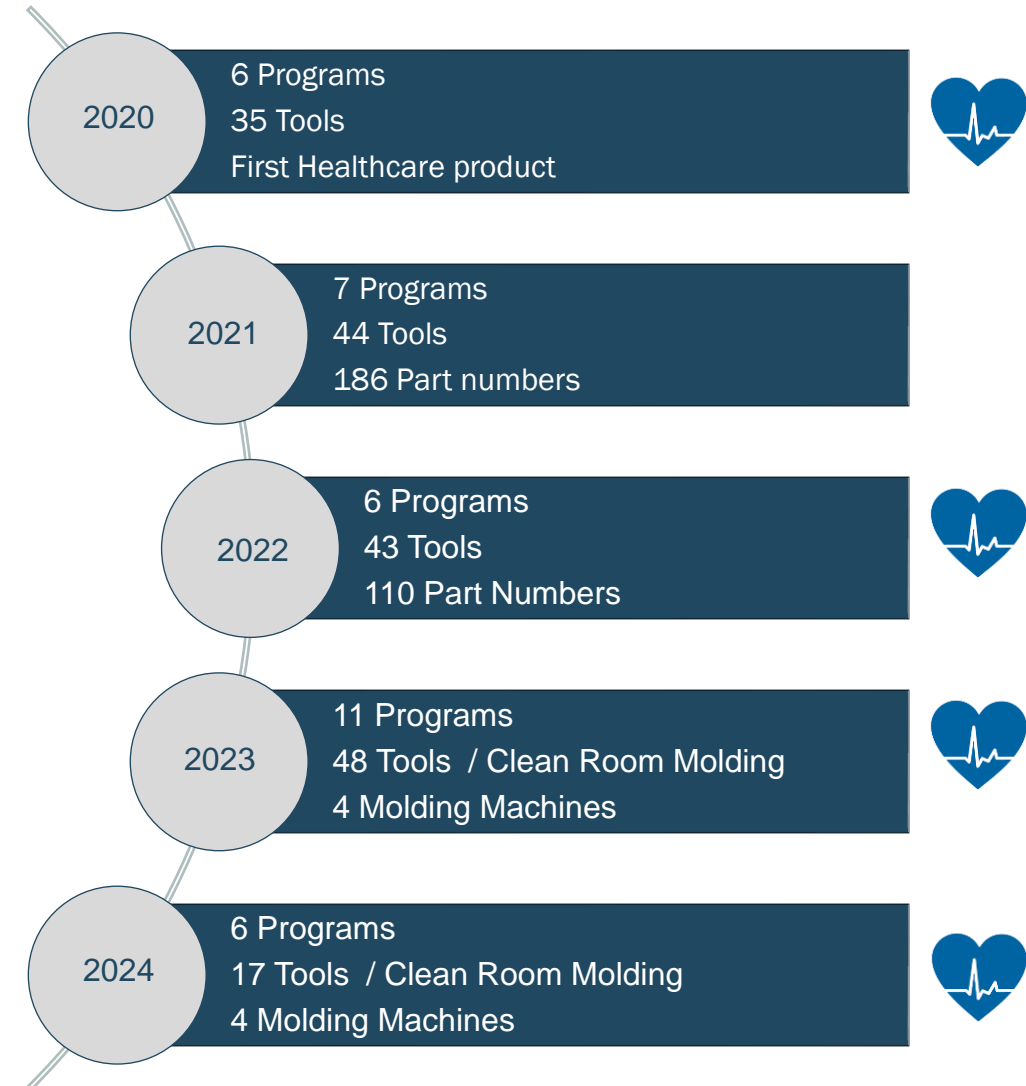 2020
6 Programs
35 Tools
First Healthcare product
2021
7 Programs
44 Tools
186 Part numbers
2022
6 Programs
43 Tools
110 Part Numbers
2023
11 Programs
48 Tools  / Clean Room Molding
4 Molding Machines
2024
6 Programs
17 Tools  / Clean Room Molding
4 Molding Machines